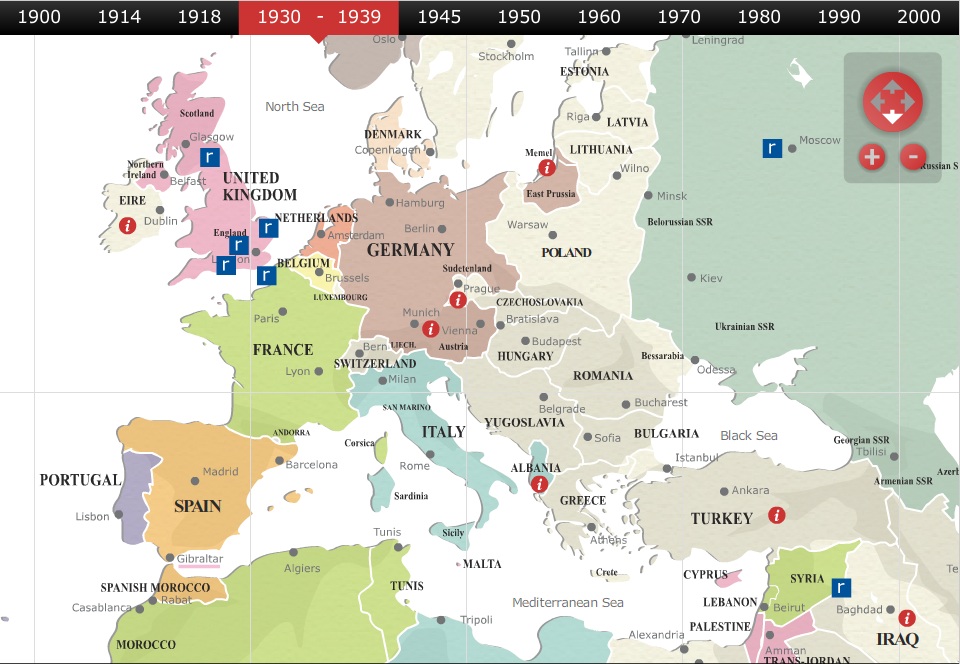 1900 1914 1918 1930 - 1939 1945 1950 1960 1970 1980 1990 2000
Oslo
Stockholm
Tallinn
Leningrad
ESTONIA
North Sea
Scotland
Riga
LATVIA
Glasgow
DENMARK
Copenhagen
LITHUANIA
r
Moscow
r
Northern
Ireland
Belfast
Memel
i
Wilno
+
-
Russian S
UNITED
KINGDOM
East Prussia
Minsk
EIRE
Dublin
i
Hamburg
NETHERLANDS
Amsterdam
Berlin
Warsaw
Belorussian SSR
England
r
r
r
r
GERMANY
POLAND
BELGIUM
Brussels
Sudetenland
Prague
i
Kiev
LUXEMBOURG
CZECHOSLOVAKIA
Paris
Munich
i
Vienna
Bratislava
Ukrainian SSR
FRANCE
Bern
LIECH.
Austria
Budapest
HUNGARY
Bessarabia
SWITZERLAND
Lyon
Milan
ROMANIA
Odessa
SAN MARINO
Belgrade
Bucharest
YUGOSLAVIA
ANDORRA
Corsica
ITALY
Sofia
BULGARIA
Black Sea
Georgian SSR
Tbilisi
Barcelona
Rome
Istanbul
PORTUGAL
Madrid
ALBANIA
i
Azerb
Armenian SSR
SPAIN
Sardinia
GREECE
Ankara
TURKEY
i
Lisbon
Tunis
Sicily
Athens
Gibraltar
Algiers
MALTA
Crete
CYPRUS
SYRIA
r
Te
SPANISH MOROCCO
Rabat
Casablanca
TUNIS
Mediterranean Sea
LEBANON
Beirut
Baghdad
i
Tripoli
PALESTINE
IRAQ
MOROCCO
Alexandria
Amman
TRANS-JORDAN